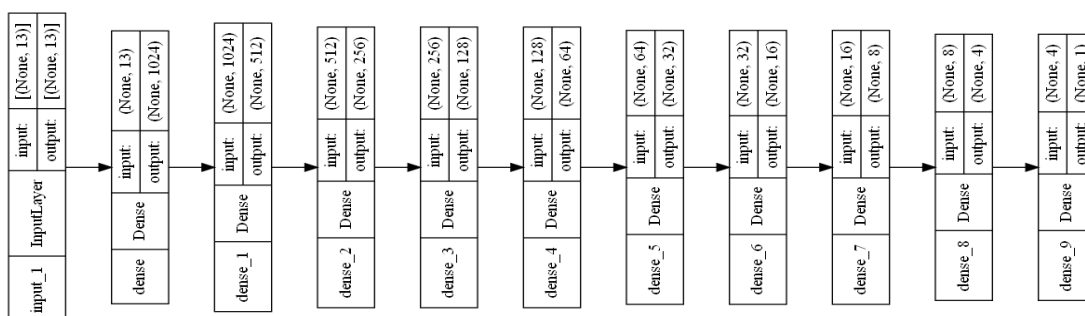 input_1 InputLayer input: [(None, 13)]
output: [(None, 13)]
dense Dense input: (None, 13)
output: (None, 1024)
dense_1 Dense input: (None, 1024)
output: (None, 512)
dense_2 Dense input: (None, 512)
output: (None, 256)
dense_3 Dense input: (None, 256)
output: (None, 128)
dense_4 Dense input: (None, 128)
output: (None, 64)
dense_5 Dense input: (None, 64)
output: (None, 32)
dense_6 Dense input: (None, 32)
output: (None, 16)
dense_7 Dense input: (None, 16)
output: (None, 8)
dense_8 Dense input: (None, 8)
output: (None, 4)
dense_9 Dense input: (None, 4)
output: (None, 1)